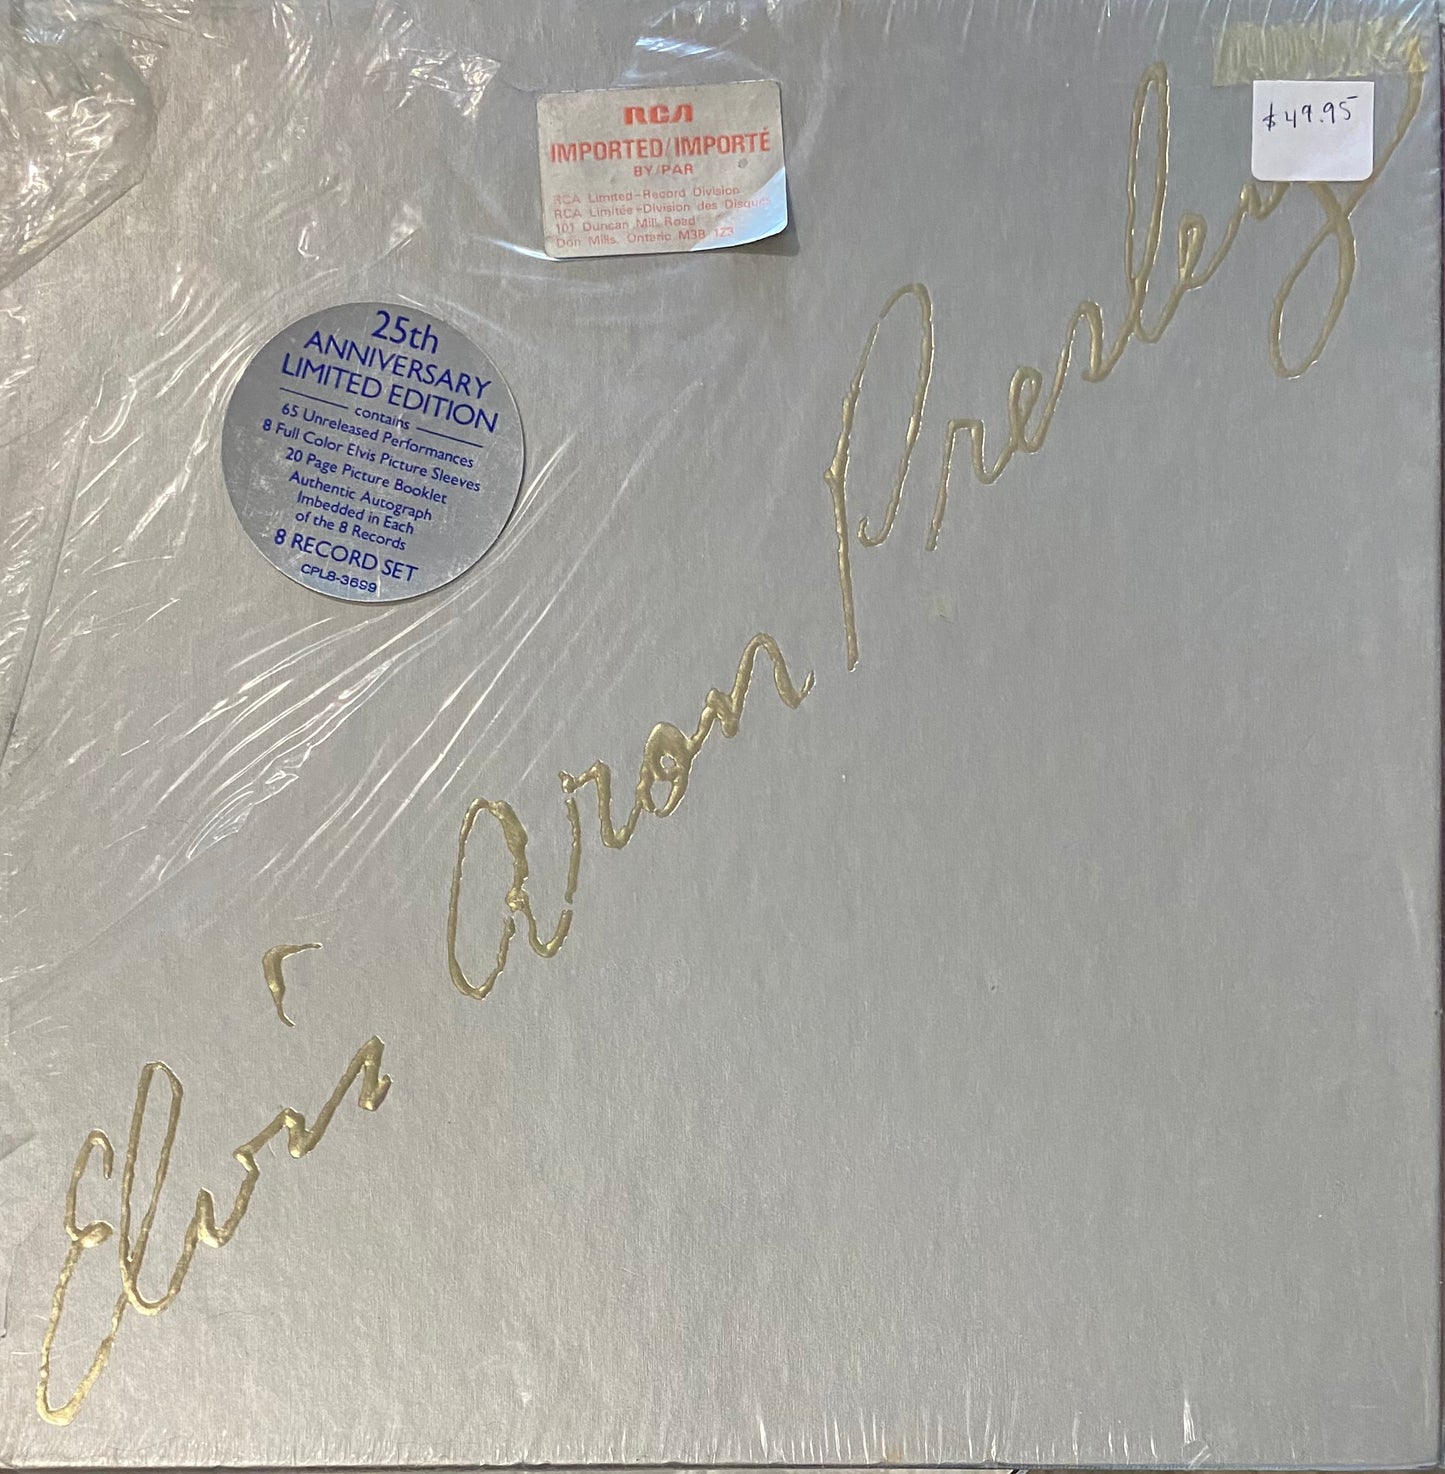 RCA
IMPORTED/IMPORTÉ
BY/PAR
RCA Limited-Record Division
RCA Limitée-Division des Disques
101 Duncan Mill Road
Don Mills, Ontario M3B 1Z3
$49.95
25th
ANNIVERSARY
LIMITED EDITION
contains
65 Unreleased Performances
8 Full Color Elvis Picture Sleeves
20 Page Picture Booklet
Authentic Autograph
Imbedded in Each
of the 8 Records
8 RECORD SET
CPL8-3699
Elvis Aron Presley